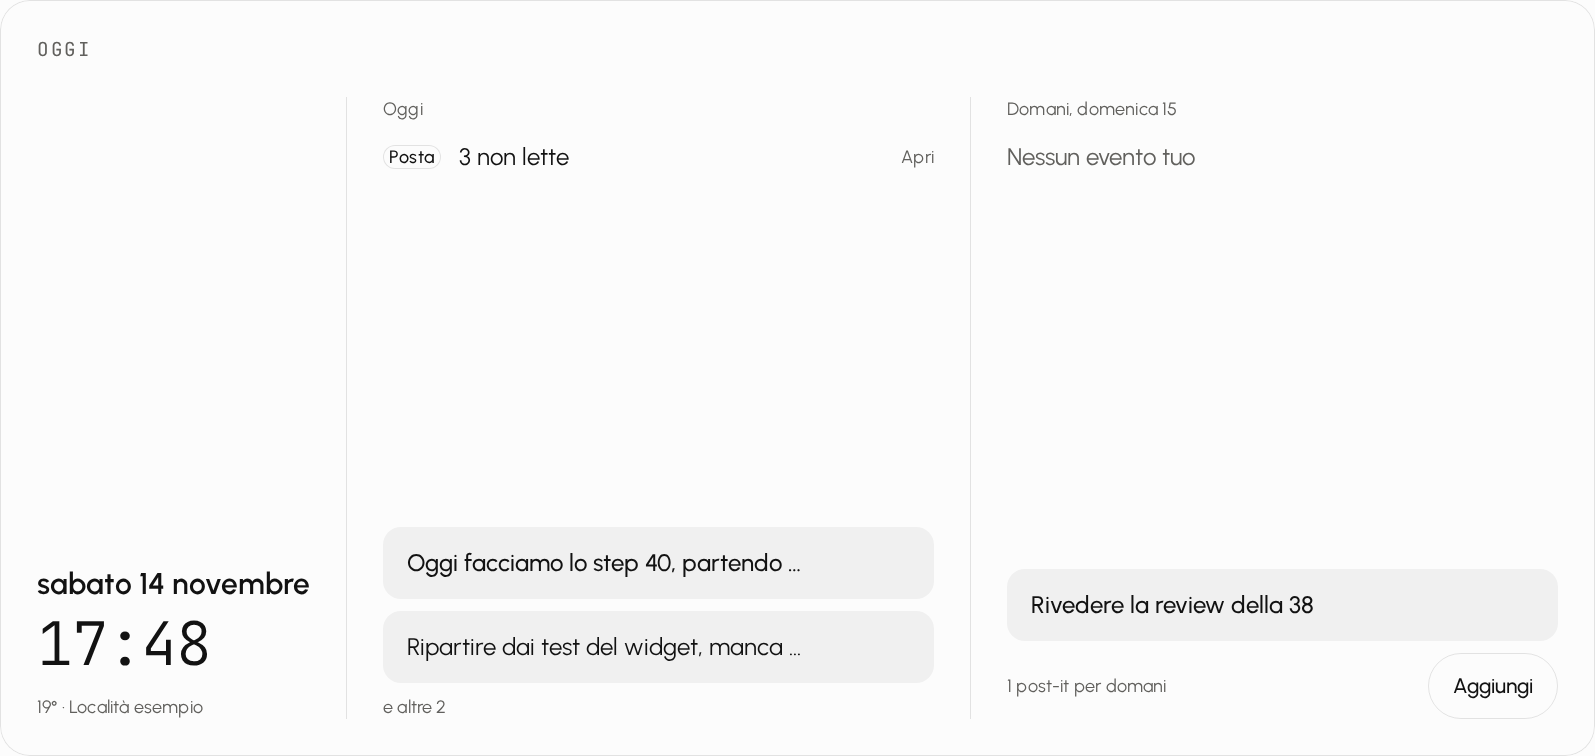 OGGI
sabato 14 novembre
17:48
19° · Località esempio
Oggi
Posta 3 non lette Apri
Oggi facciamo lo step 40, partendo ...
Ripartire dai test del widget, manca ...
e altre 2
Domani, domenica 15
Nessun evento tuo
Rivedere la review della 38
1 post-it per domani
Aggiungi